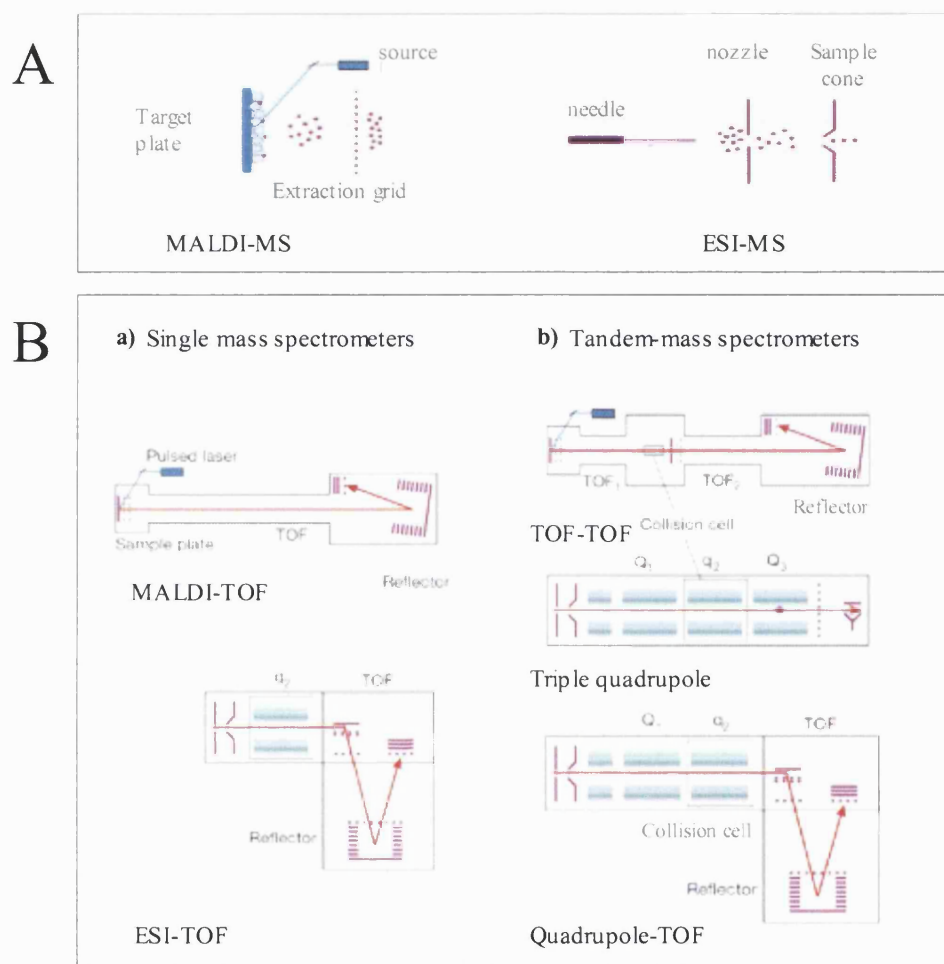 A
source
Target
plate
Extraction grid
MALDI-MS
nozzle
Sample
cone
needle
ESI-MS
B
a) Single mass spectrometers
Pulsed laser
TOF
Sample plate
Reflector
MALDI-TOF
q2
TOF
Reflector
ESI-TOF
b) Tandem-mass spectrometers
TOF1
TOF2
Reflector
Collision cell
TOF-TOF
Q1
q2
Q3
Triple quadrupole
q2
TOF
Collision cell
Reflector
Quadrupole-TOF